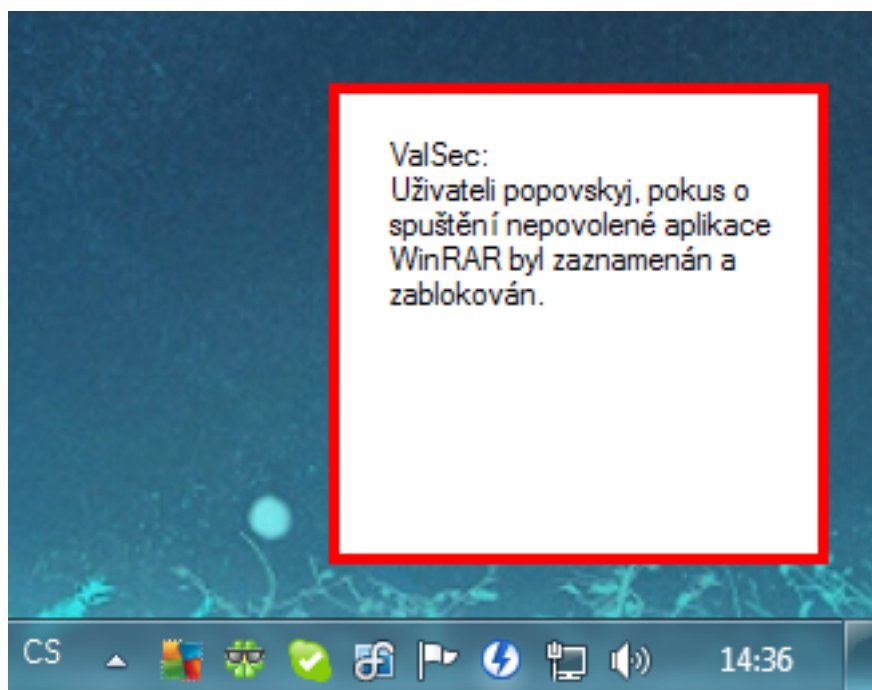 ValSec:
Uživateli popovskyj, pokus o
spuštění nepovolené aplikace
WinRAR byl zaznamenán a
zablokován.
CS
14:36